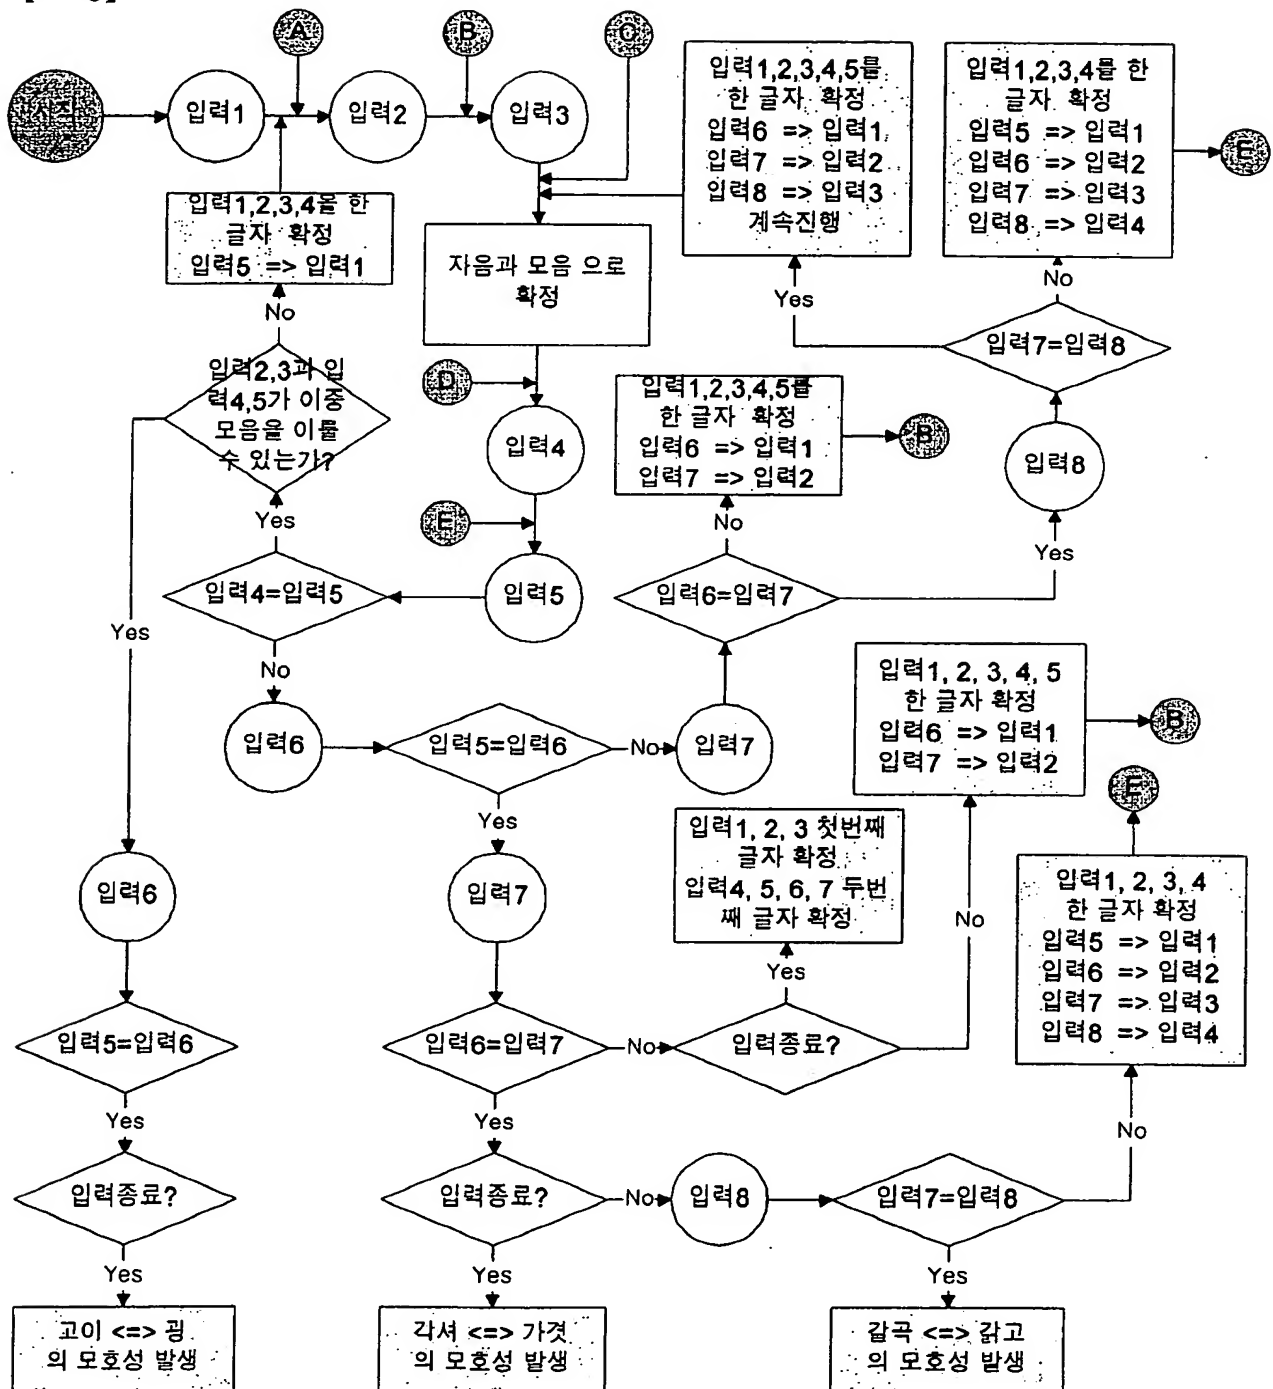 A
B
C
시작
입력1
입력2
입력3
입력1,2,3,4,5를
한 글자 확정
입력6 => 입력1
입력7 => 입력2
입력8 => 입력3
계속진행
입력1,2,3,4를 한
글자 확정
입력5 => 입력1
입력6 => 입력2
입력7 => 입력3
입력8 => 입력4
E
입력1,2,3,4을 한
글자 확정
입력5 => 입력1
자음과 모음 으로
확정
No
Yes
No
입력7=입력8
입력2,3과 입
력4,5가 이중
모음을 이룰
수 있는가?
D
입력4
입력1,2,3,4,5를
한 글자 확정
입력6 => 입력1
입력7 => 입력2
B
입력8
Yes
E
No
Yes
입력4=입력5
입력5
입력6=입력7
Yes
No
입력6
입력5=입력6
No
입력7
입력1, 2, 3, 4, 5
한 글자 확정
입력6 => 입력1
입력7 => 입력2
B
Yes
입력1, 2, 3 첫번째
글자 확정
입력4, 5, 6, 7 두번
째 글자 확정
E
입력6
입력7
No
입력1, 2, 3, 4
한 글자 확정
입력5 => 입력1
입력6 => 입력2
입력7 => 입력3
입력8 => 입력4
Yes
입력5=입력6
입력6=입력7
No
입력종료?
Yes
Yes
No
입력종료?
입력종료?
No
입력8
입력7=입력8
Yes
Yes
Yes
고이 <=> 굉
의 모호성 발생
각셔 <=> 가겻
의 모호성 발생
갈곡 <=> 갉고
의 모호성 발생